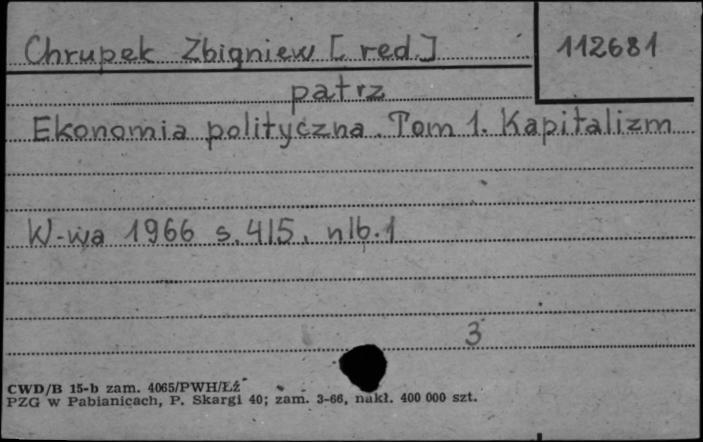 Chrupek Zbigniew [red.] 112681
patrz
Ekonomia polityczna. Tom 1. Kapitalizm
W-wa 1966 s. 415, nlb. 1
3
CWD/B 15-b zam. 4065/PWH/Łź
PZG w Pabianicach, P. Skargi 40; zam. 3-66, nakł. 400 000 szt.